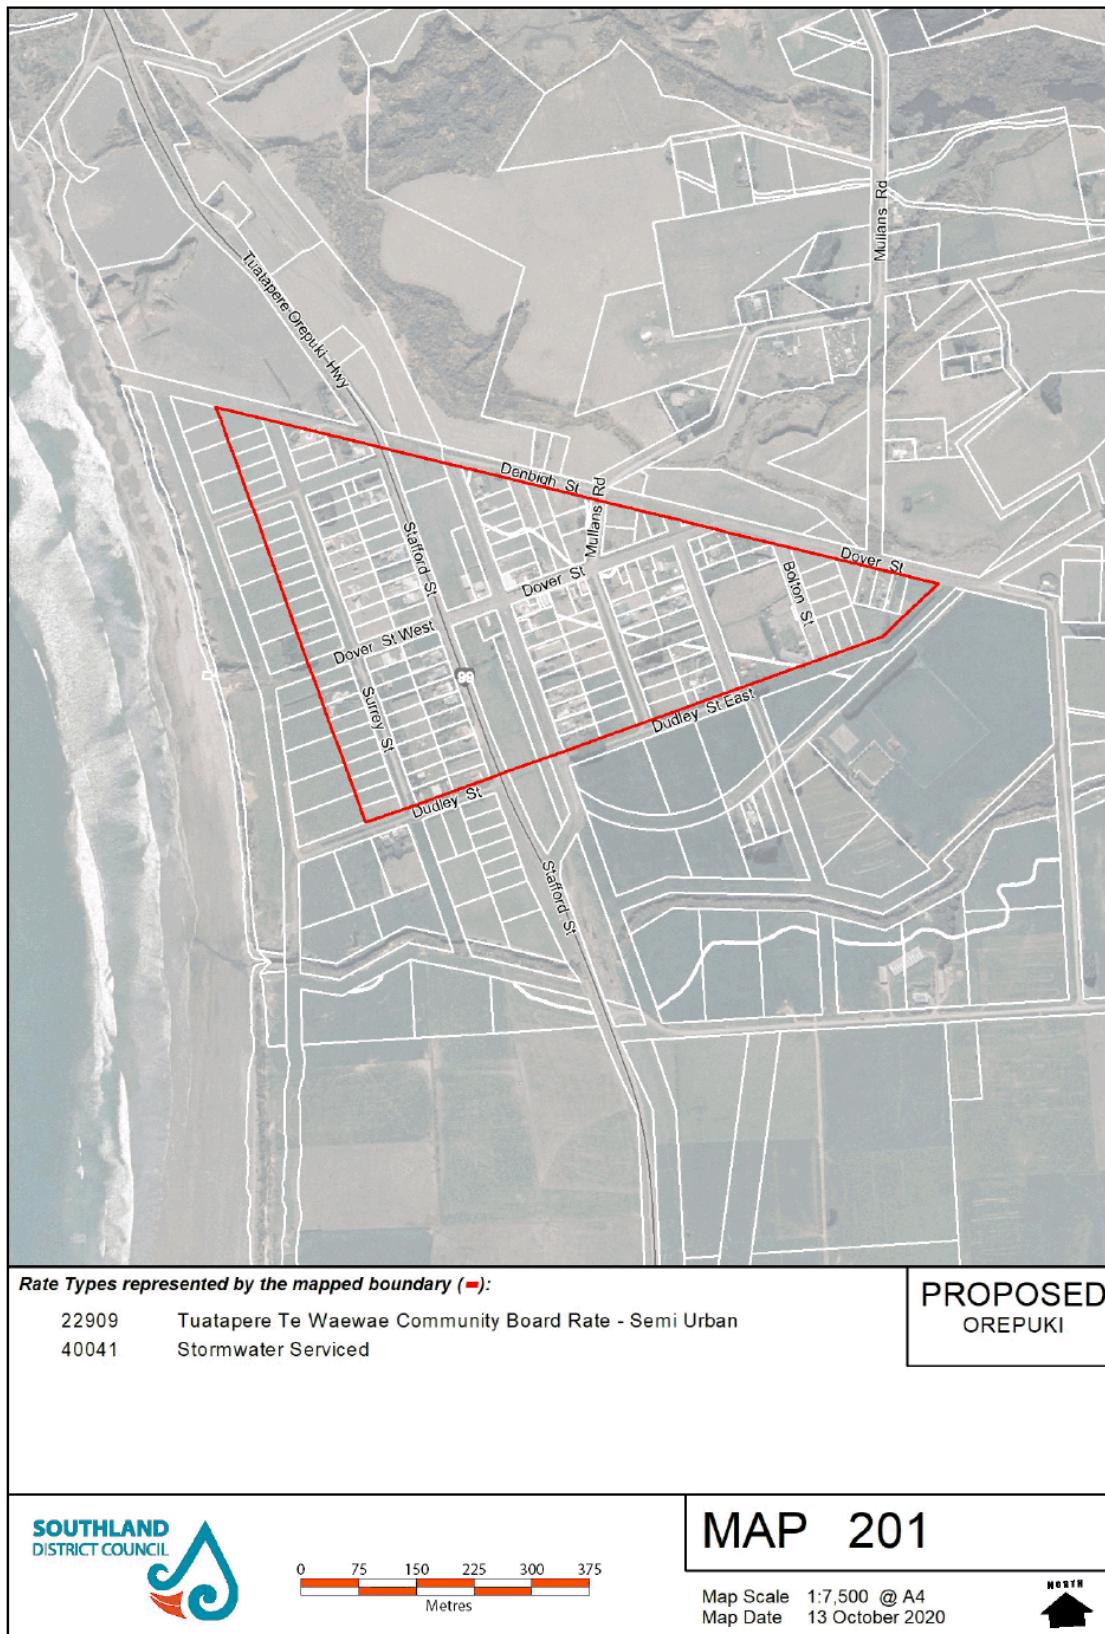 Mullans Rd
Tuatapere Orepuki Hwy
Denbigh St
Mullans Rd
Dover St
Stafford St
Dover St
Bolton St
Dover St West
99
Surrey St
Dudley St East
Dudley St
Stafford St
Rate Types represented by the mapped boundary ( ):
22909 Tuatapere Te Waewae Community Board Rate - Semi Urban
40041 Stormwater Serviced
PROPOSED
OREPUKI
SOUTHLAND
DISTRICT COUNCIL
0 75 150 225 300 375
Metres
MAP 201
Map Scale 1:7,500 @ A4
Map Date 13 October 2020
NORTH